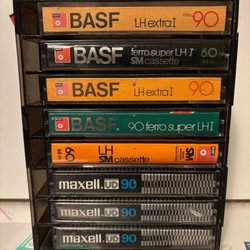 BASF LH extra I 90
BASF ferro super LH I 60
SM cassette
BASF LH extra I 90
BASF 90 ferro super LH I
60 LH
SM cassette
maxell. UD 90
maxell. UD 90
maxell. UD 90